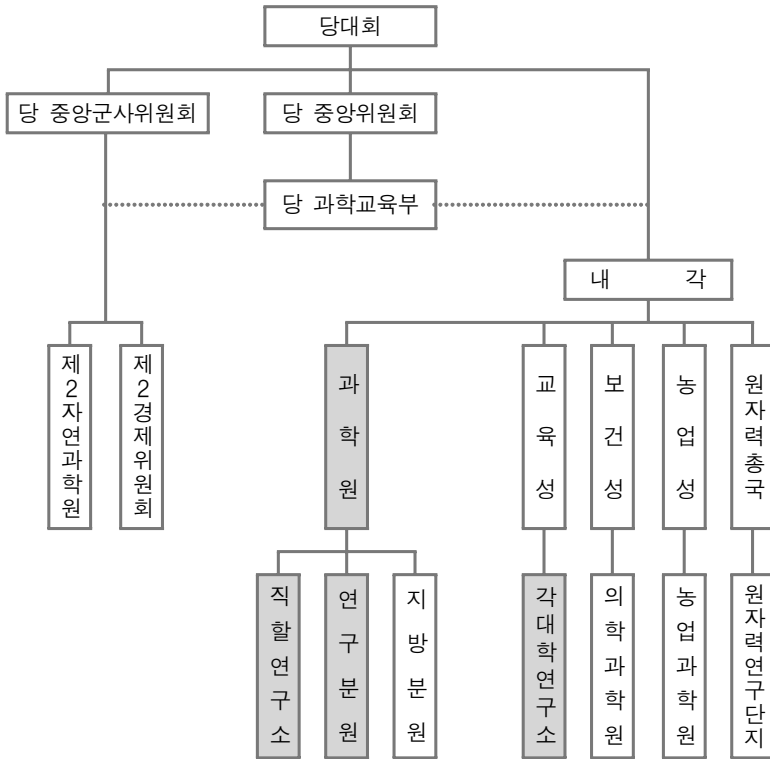 당대회
당 중앙군사위원회
당 중앙위원회
당 과학교육부
내 각
제2자연과학원
제2경제위원회
과학원
교육성
보건성
농업성
원자력총국
직할연구소
연구분원
지방분원
각대학연구소
의학과학원
농업과학원
원자력연구단지